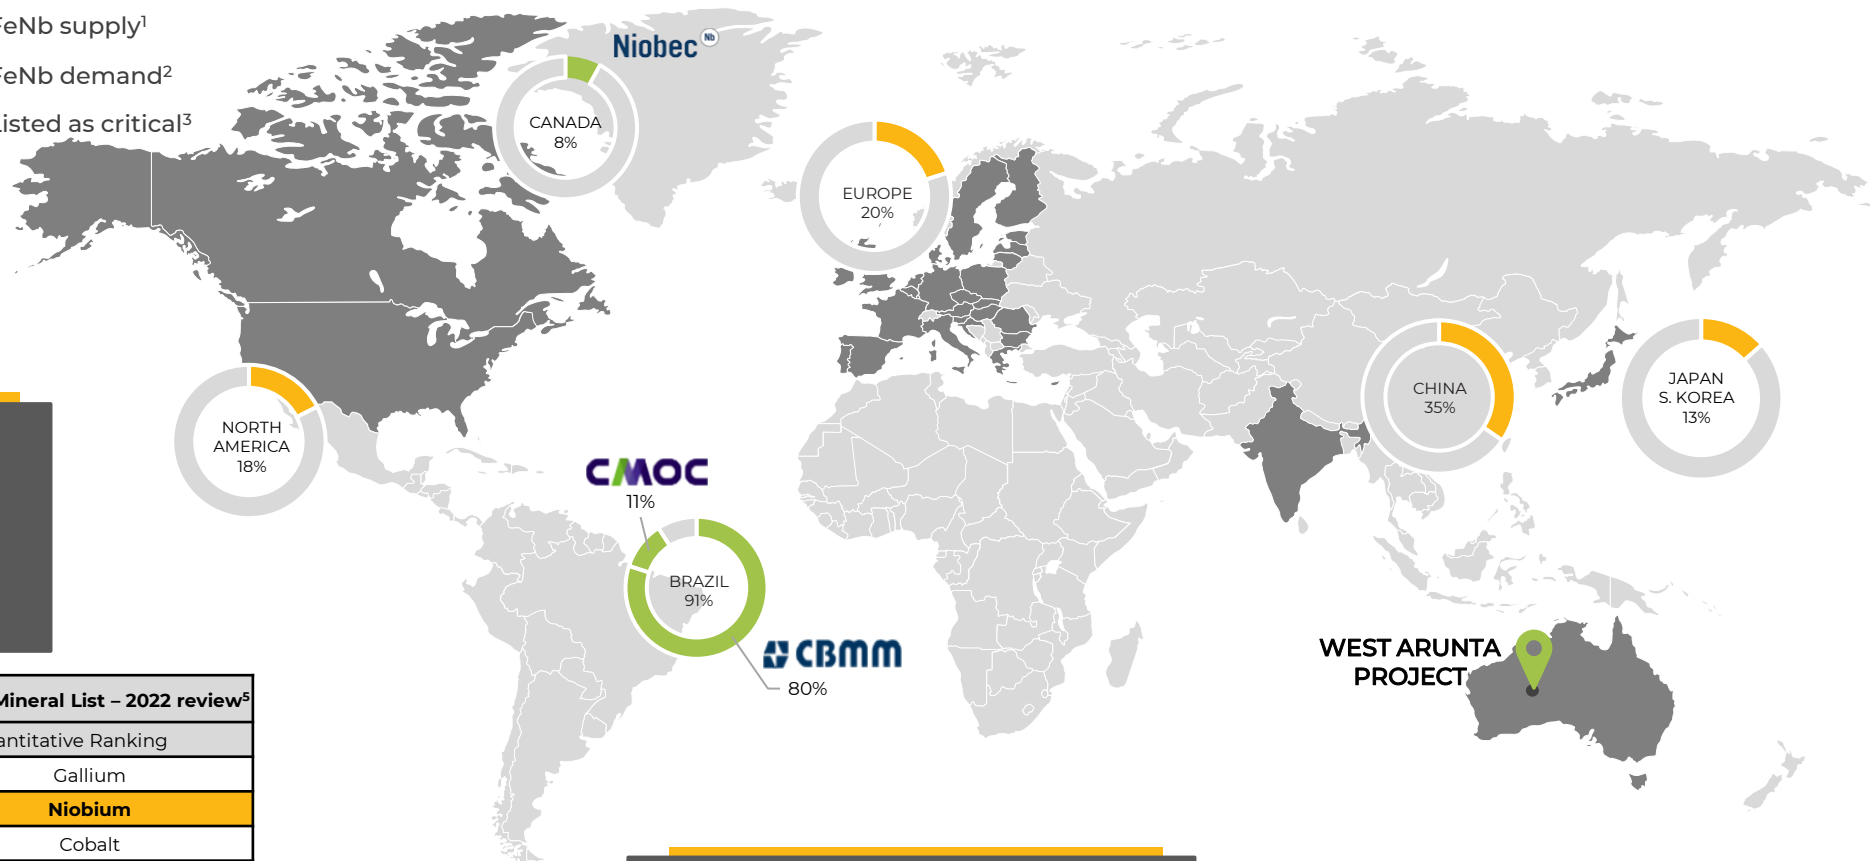 FeNb supply¹
FeNb demand²
Listed as critical³
Niobec Nb
CANADA
8%
EUROPE
20%
NORTH
AMERICA
18%
CHINA
35%
JAPAN
S. KOREA
13%
CMOC
11%
BRAZIL
91%
CBMM
80%
WEST ARUNTA
PROJECT
Mineral List – 2022 review⁵
antitative Ranking
Gallium
Niobium
Cobalt